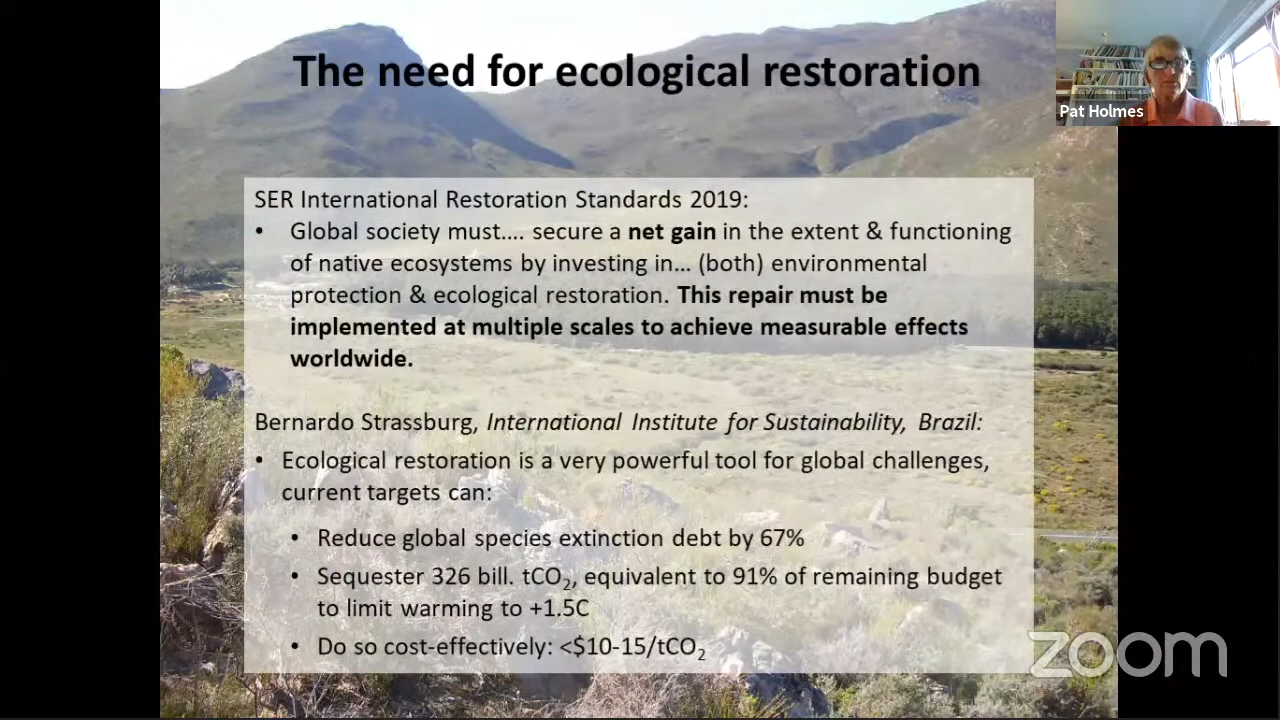 The need for ecological restoration
Pat Holmes
SER International Restoration Standards 2019:
• Global society must.... secure a net gain in the extent & functioning
of native ecosystems by investing in... (both) environmental
protection & ecological restoration. This repair must be
implemented at multiple scales to achieve measurable effects
worldwide.
Bernardo Strassburg, International Institute for Sustainability, Brazil:
• Ecological restoration is a very powerful tool for global challenges,
current targets can:
• Reduce global species extinction debt by 67%
• Sequester 326 bill. tCO₂, equivalent to 91% of remaining budget
to limit warming to +1.5C
• Do so cost-effectively: <$10-15/tCO₂
zoom